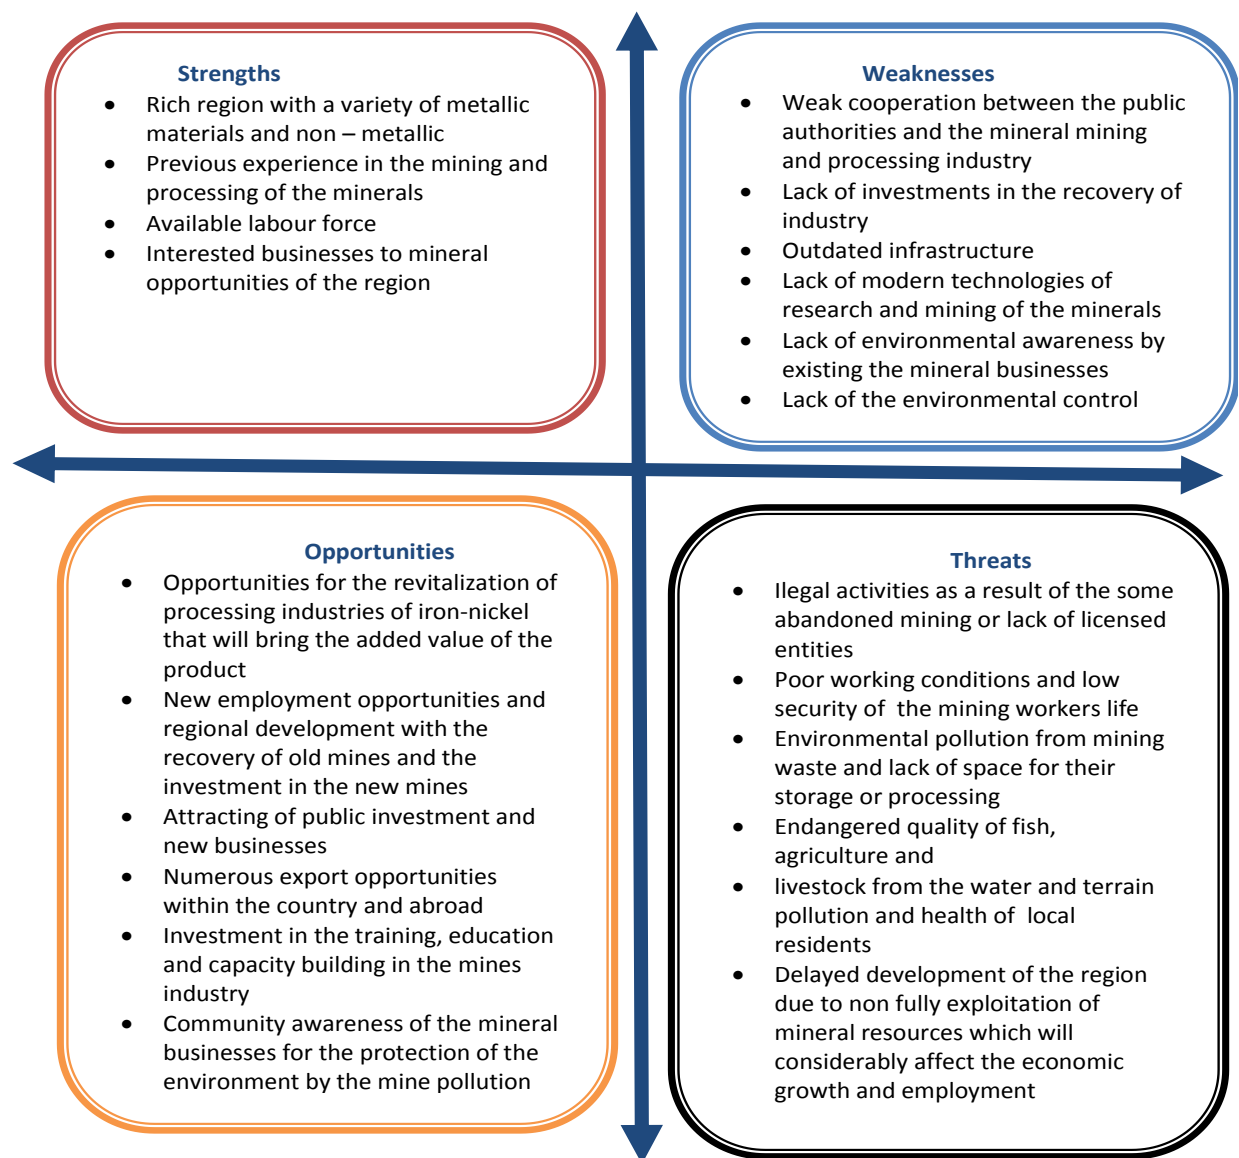 Strengths
• Rich region with a variety of metallic
materials and non – metallic
• Previous experience in the mining and
processing of the minerals
• Available labour force
• Interested businesses to mineral
opportunities of the region
Weaknesses
• Weak cooperation between the public
authorities and the mineral mining
and processing industry
• Lack of investments in the recovery of
industry
• Outdated infrastructure
• Lack of modern technologies of
research and mining of the minerals
• Lack of environmental awareness by
existing the mineral businesses
• Lack of the environmental control
Opportunities
• Opportunities for the revitalization of
processing industries of iron-nickel
that will bring the added value of the
product
• New employment opportunities and
regional development with the
recovery of old mines and the
investment in the new mines
• Attracting of public investment and
new businesses
• Numerous export opportunities
within the country and abroad
• Investment in the training, education
and capacity building in the mines
industry
• Community awareness of the mineral
businesses for the protection of the
environment by the mine pollution
Threats
• Ilegal activities as a result of the some
abandoned mining or lack of licensed
entities
• Poor working conditions and low
security of the mining workers life
• Environmental pollution from mining
waste and lack of space for their
storage or processing
• Endangered quality of fish,
agriculture and
• livestock from the water and terrain
pollution and health of local
residents
• Delayed development of the region
due to non fully exploitation of
mineral resources which will
considerably affect the economic
growth and employment